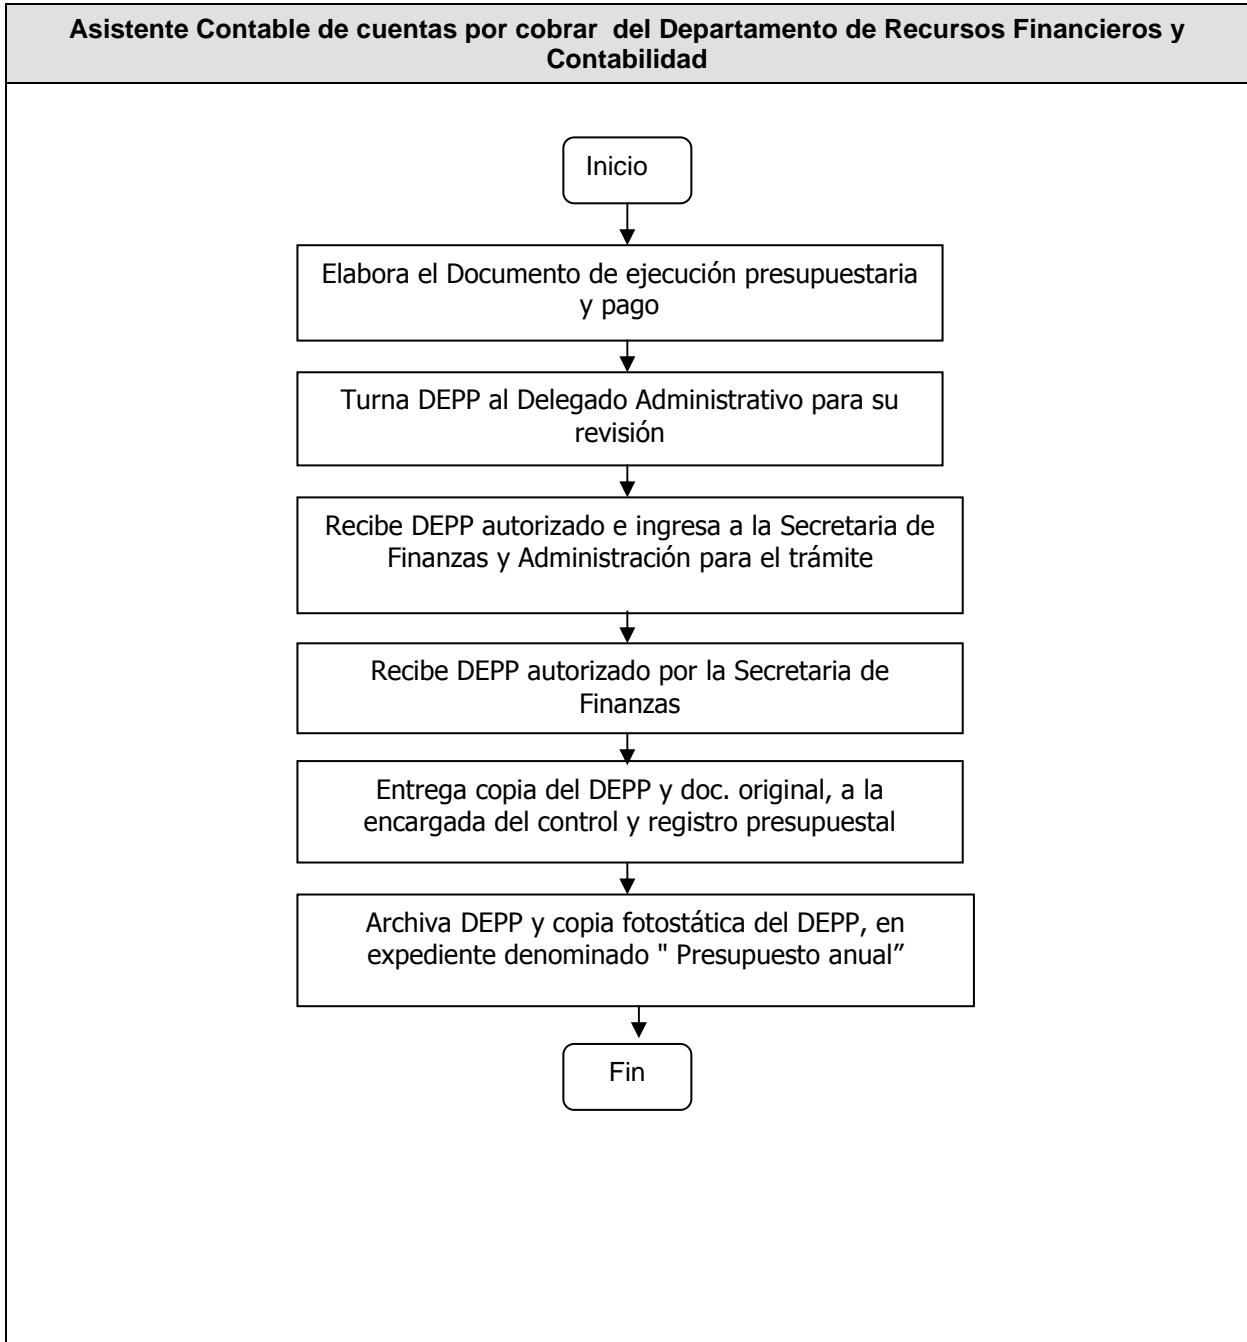 Asistente Contable de cuentas por cobrar  del Departamento de Recursos Financieros y
Contabilidad
Inicio
Elabora el Documento de ejecución presupuestaria
y pago
Turna DEPP al Delegado Administrativo para su
revisión
Recibe DEPP autorizado e ingresa a la Secretaria de
Finanzas y Administración para el trámite
Recibe DEPP autorizado por la Secretaria de
Finanzas
Entrega copia del DEPP y doc. original, a la
encargada del control y registro presupuestal
Archiva DEPP y copia fotostática del DEPP, en
expediente denominado " Presupuesto anual”
Fin